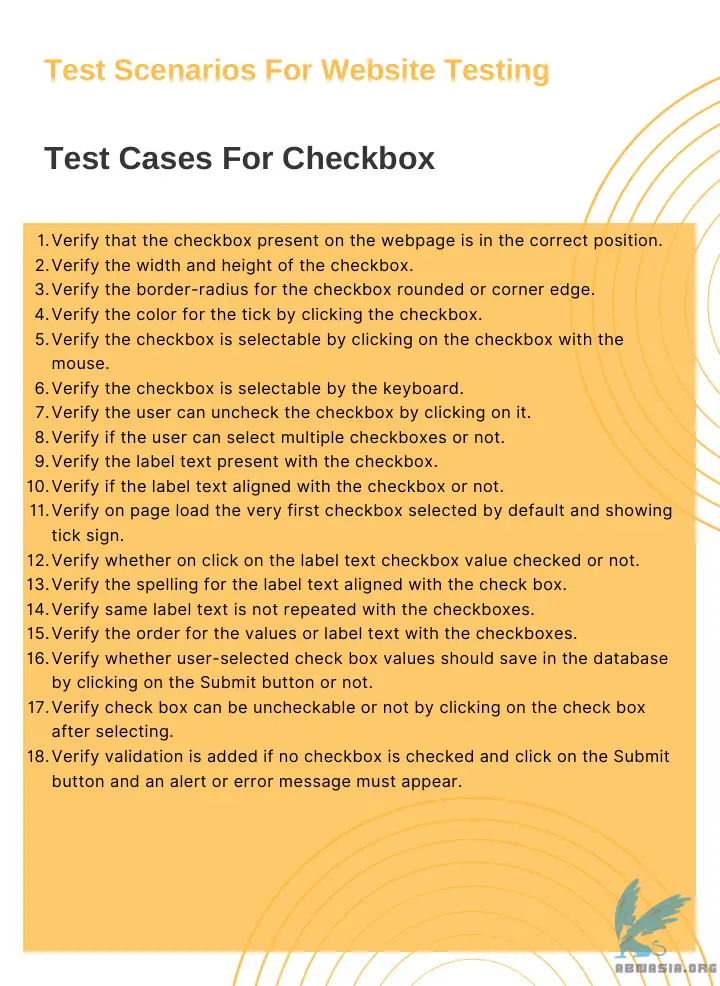 Test Scenarios For Website Testing
Test Cases For Checkbox
1. Verify that the checkbox present on the webpage is in the correct position.
2. Verify the width and height of the checkbox.
3. Verify the border-radius for the checkbox rounded or corner edge.
4. Verify the color for the tick by clicking the checkbox.
5. Verify the checkbox is selectable by clicking on the checkbox with the
mouse.
6. Verify the checkbox is selectable by the keyboard.
7. Verify the user can uncheck the checkbox by clicking on it.
8. Verify if the user can select multiple checkboxes or not.
9. Verify the label text present with the checkbox.
10. Verify if the label text aligned with the checkbox or not.
11. Verify on page load the very first checkbox selected by default and showing
tick sign.
12. Verify whether on click on the label text checkbox value checked or not.
13. Verify the spelling for the label text aligned with the check box.
14. Verify same label text is not repeated with the checkboxes.
15. Verify the order for the values or label text with the checkboxes.
16. Verify whether user-selected check box values should save in the database
by clicking on the Submit button or not.
17. Verify check box can be uncheckable or not by clicking on the check box
after selecting.
18. Verify validation is added if no checkbox is checked and click on the Submit
button and an alert or error message must appear.
ABWASIA.ORG